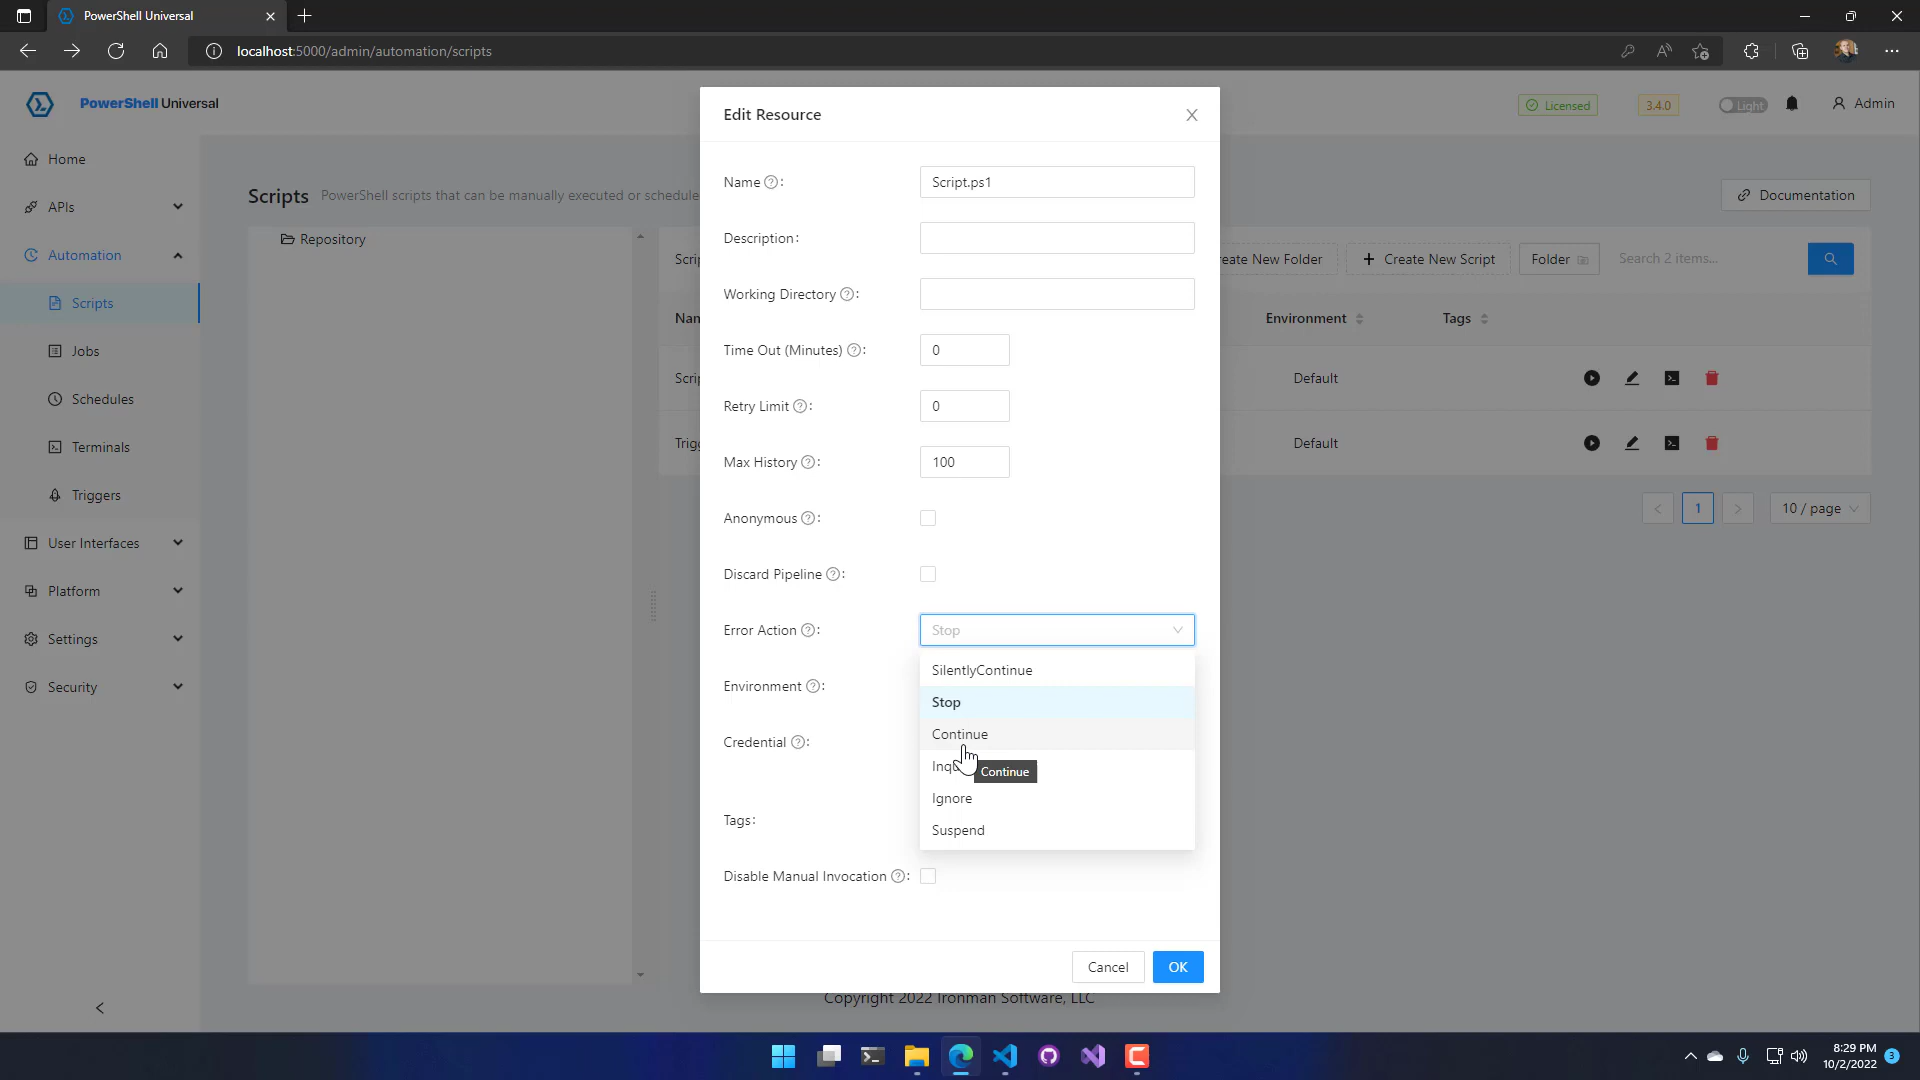 PowerShell Universal
localhost:5000/admin/automation/scripts
PowerShell Universal
Licensed
3.4.0
Light
Admin
Home
APIs
Automation
Scripts
Jobs
Schedules
Terminals
Triggers
User Interfaces
Platform
Settings
Security
Scripts PowerShell scripts that can be manually executed or schedule
Documentation
Repository
reate New Folder
Create New Script
Folder
Search 2 items...
Environment
Tags
Default
Default
1
10 / page
Edit Resource
Name ?:
Script.ps1
Description:
Working Directory ?:
Time Out (Minutes) ?:
0
Retry Limit ?:
0
Max History ?:
100
Anonymous ?:
Discard Pipeline ?:
Error Action ?:
Stop
SilentlyContinue
Stop
Continue
Continue
Ignore
Suspend
Environment ?:
Credential ?:
Tags:
Disable Manual Invocation ?:
Cancel
OK
Copyright 2022 Ironman Software, LLC
8:29 PM
10/2/2022
3